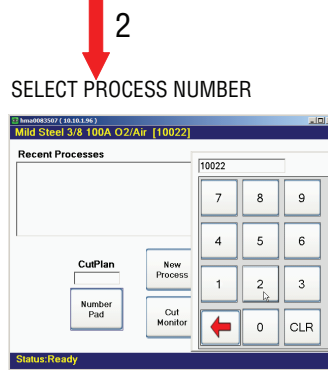 2
SELECT PROCESS NUMBER
hma0083507 ( 10.10.1.96 )
Mild Steel 3/8 100A O2/Air [10022]
Recent Processes
10022
7 8 9
4 5 6
CutPlan
New
Process
1 2 3
Number
Pad
Cut
Monitor
0 CLR
Status:Ready